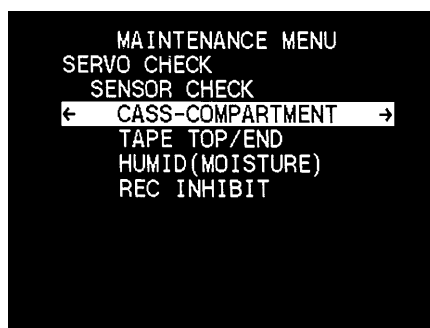 MAINTENANCE MENU
SERVO CHECK
SENSOR CHECK
← CASS-COMPARTMENT →
TAPE TOP/END
HUMID(MOISTURE)
REC INHIBIT